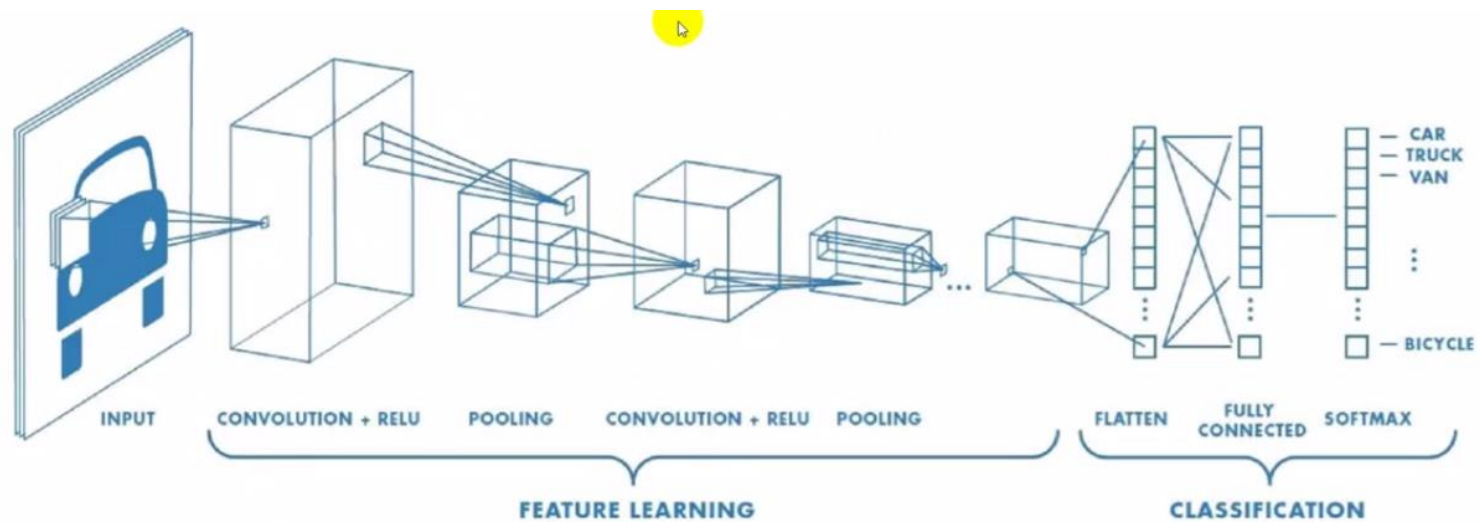 CAR
TRUCK
VAN
BICYCLE
INPUT
CONVOLUTION + RELU
POOLING
CONVOLUTION + RELU
POOLING
FLATTEN
FULLY
CONNECTED
SOFTMAX
FEATURE LEARNING
CLASSIFICATION